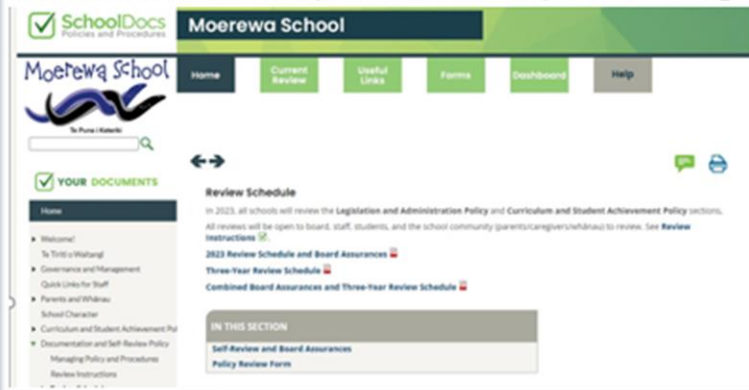 SchoolDocs
Policies and Procedures
Moerewa School
Moerewa School
Te Puna i Keteriki
Home
Current
Review
Useful
Links
Forms
Dashboard
Help
YOUR DOCUMENTS
Home
Welcome!
Te Tiriti o Waitangi
Governance and Management
Quick Links for Staff
Parents and Whānau
School Character
Curriculum and Student Achievement Pol
Documentation and Self-Review Policy
Managing Policy and Procedures
Review Instructions
Review Schedule
In 2023, all schools will review the Legislation and Administration Policy and Curriculum and Student Achievement Policy sections.
All reviews will be open to board, staff, students, and the school community (parents/caregivers/whānau) to review. See Review
Instructions
2023 Review Schedule and Board Assurances
Three-Year Review Schedule
Combined Board Assurances and Three-Year Review Schedule
IN THIS SECTION
Self-Review and Board Assurances
Policy Review Form